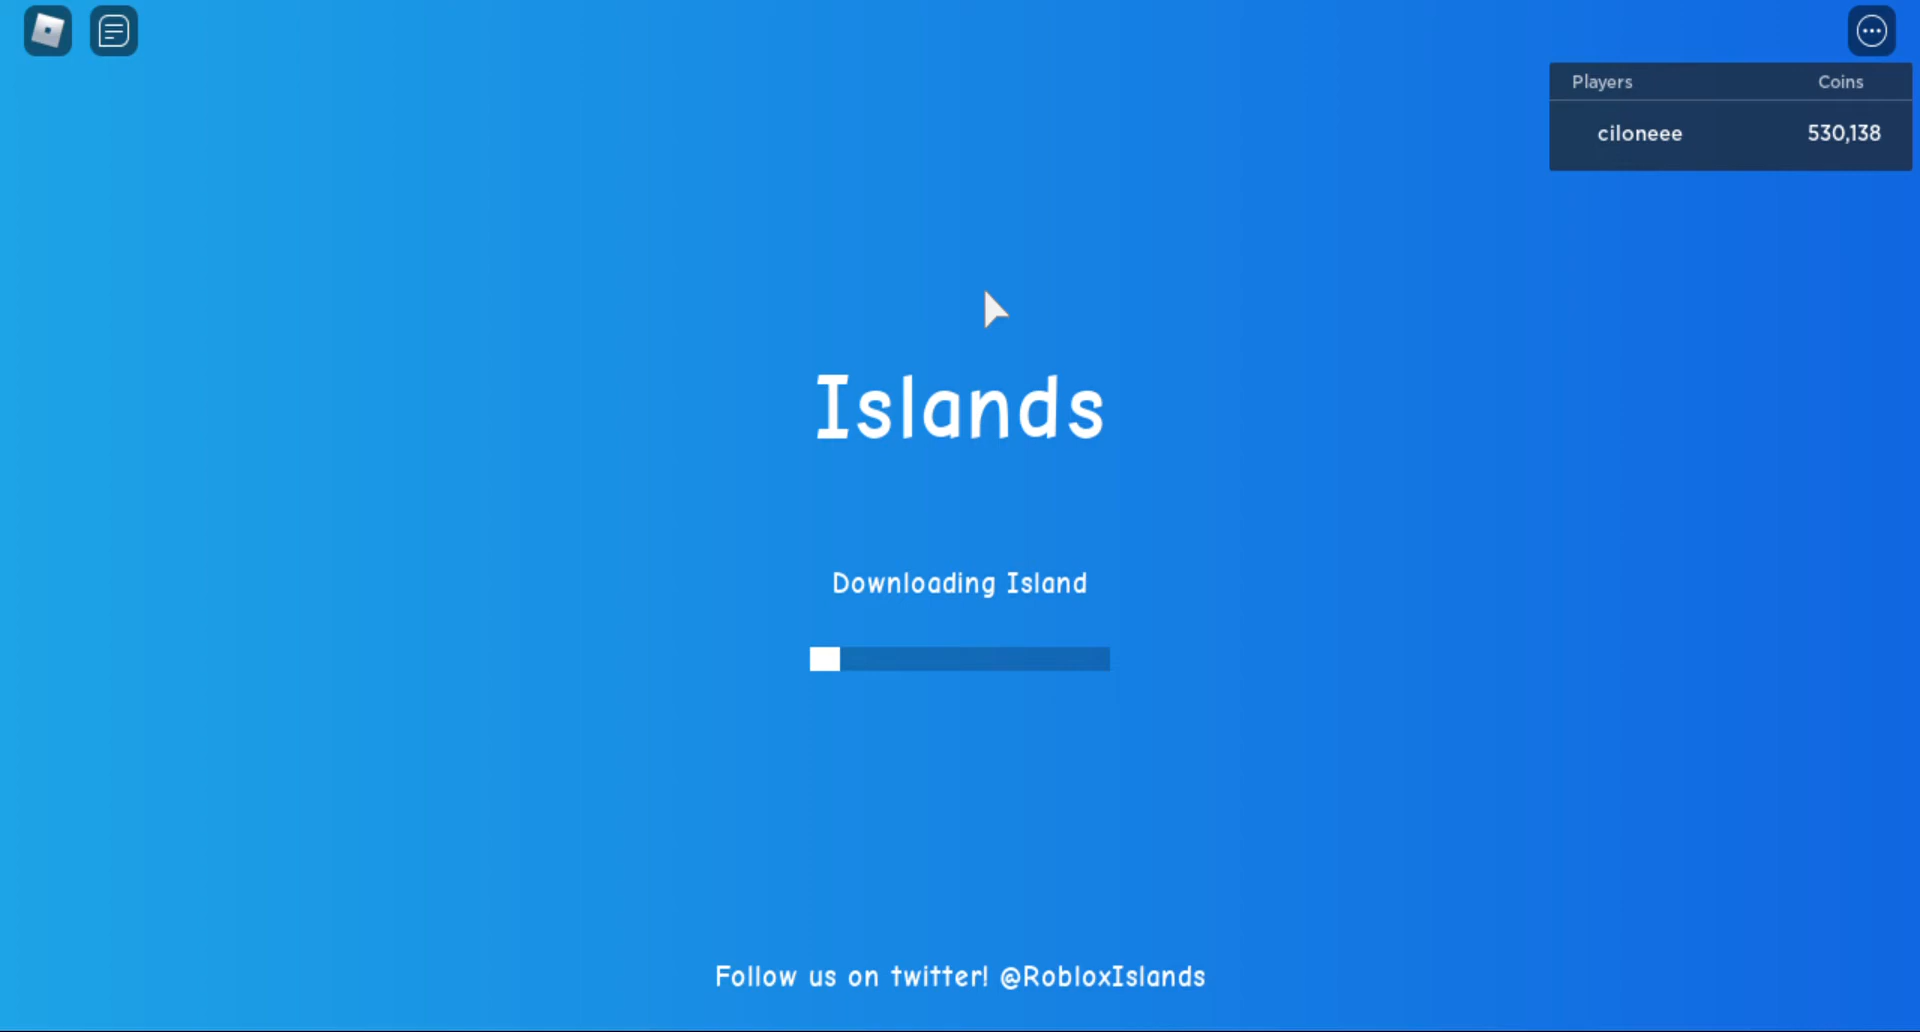 Players Coins
ciloneee 530,138
Islands
Downloading Island
Follow us on twitter! @RobloxIslands